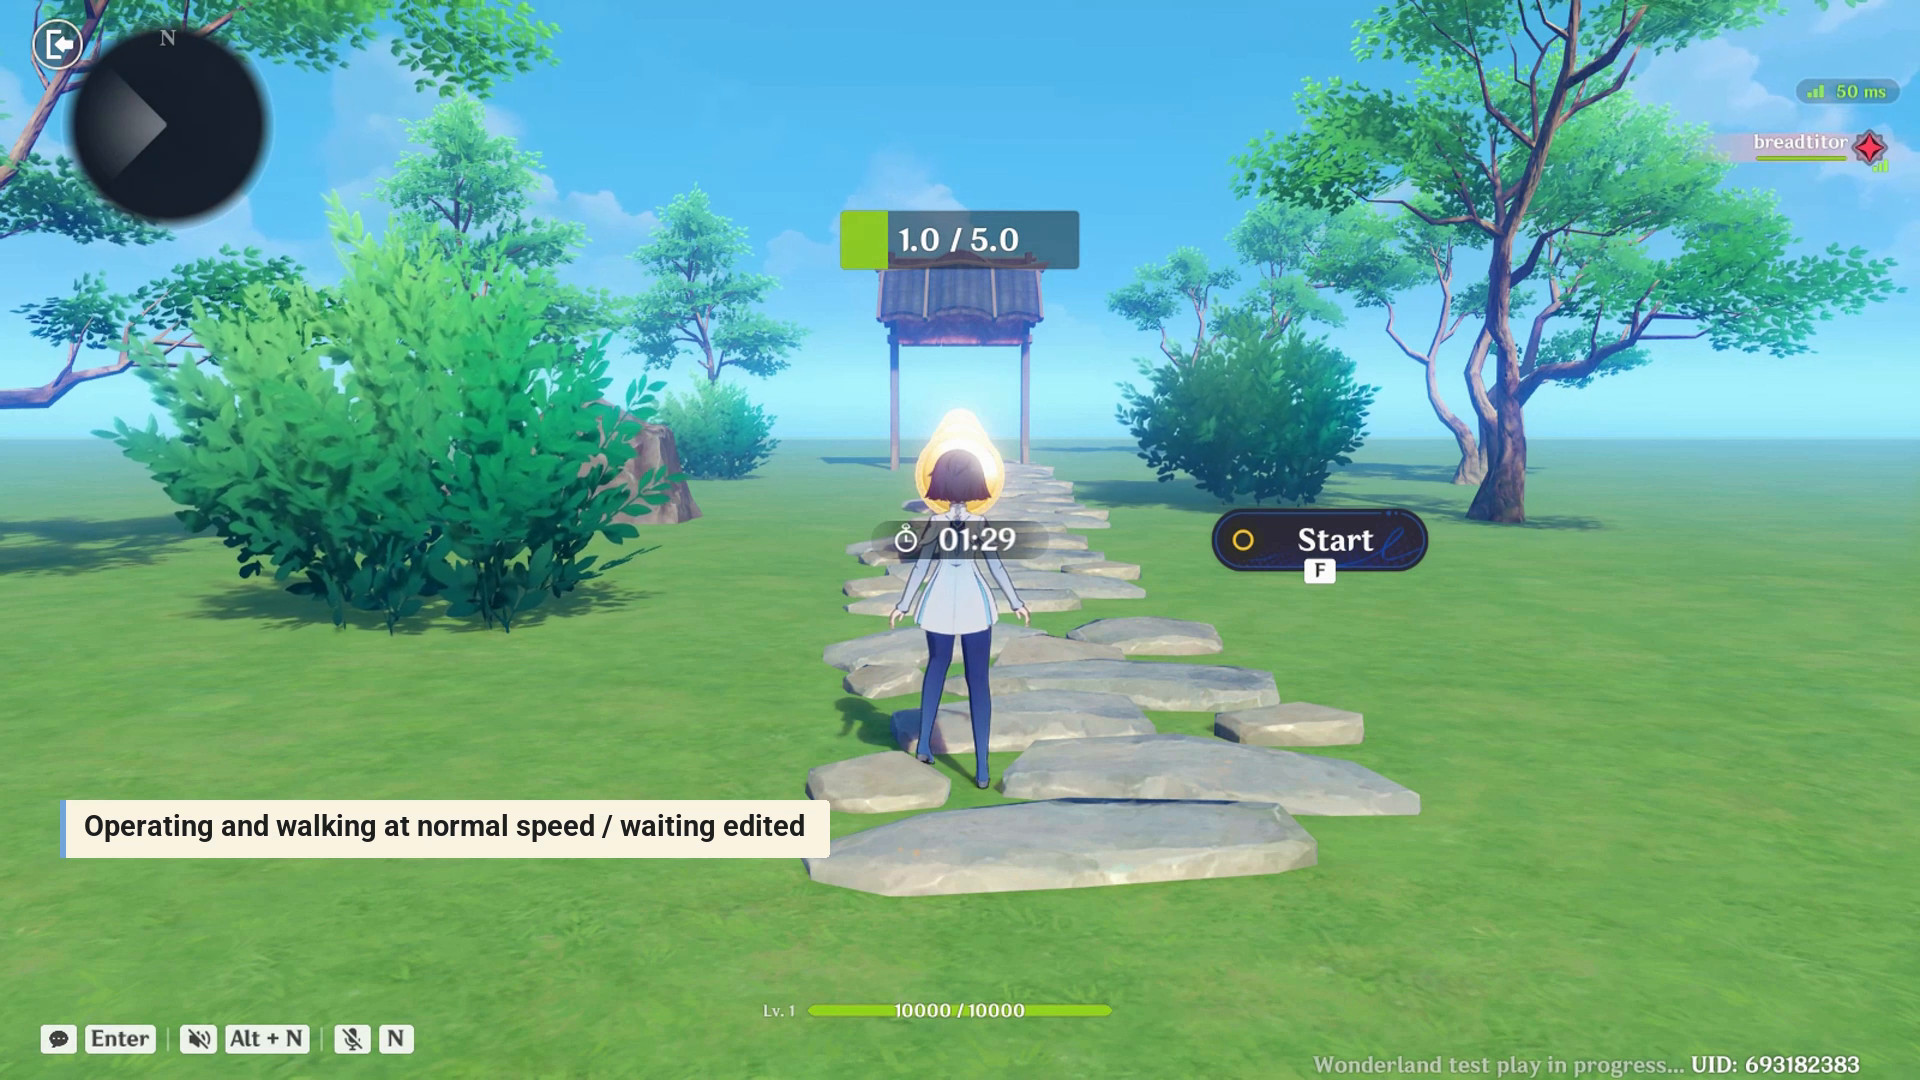 N
50 ms
breadtitor
1.0 / 5.0
01:29
Start
F
Operating and walking at normal speed / waiting edited
Lv. 1 10000 / 10000
Enter | Alt + N | N
Wonderland test play in progress... UID: 693182383